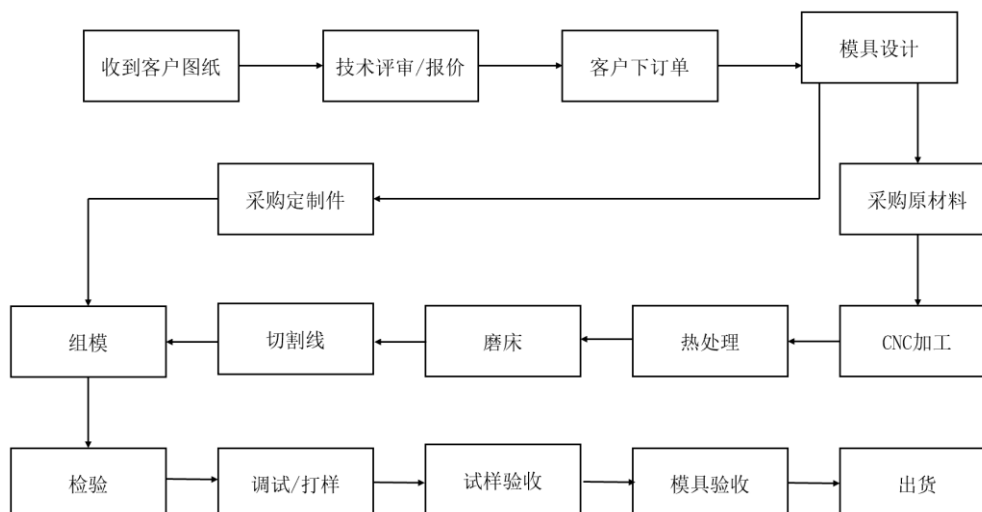 收到客户图纸
技术评审/报价
客户下订单
模具设计
采购定制件
采购原材料
组模
切割线
磨床
热处理
CNC加工
检验
调试/打样
试样验收
模具验收
出货